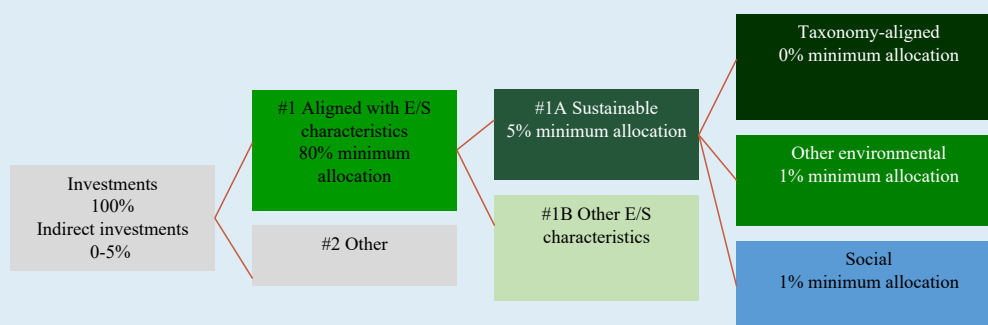 Investments
100%
Indirect investments
0-5%
#1 Aligned with E/S
characteristics
80% minimum
allocation
#2 Other
#1A Sustainable
5% minimum allocation
#1B Other E/S
characteristics
Taxonomy-aligned
0% minimum allocation
Other environmental
1% minimum allocation
Social
1% minimum allocation